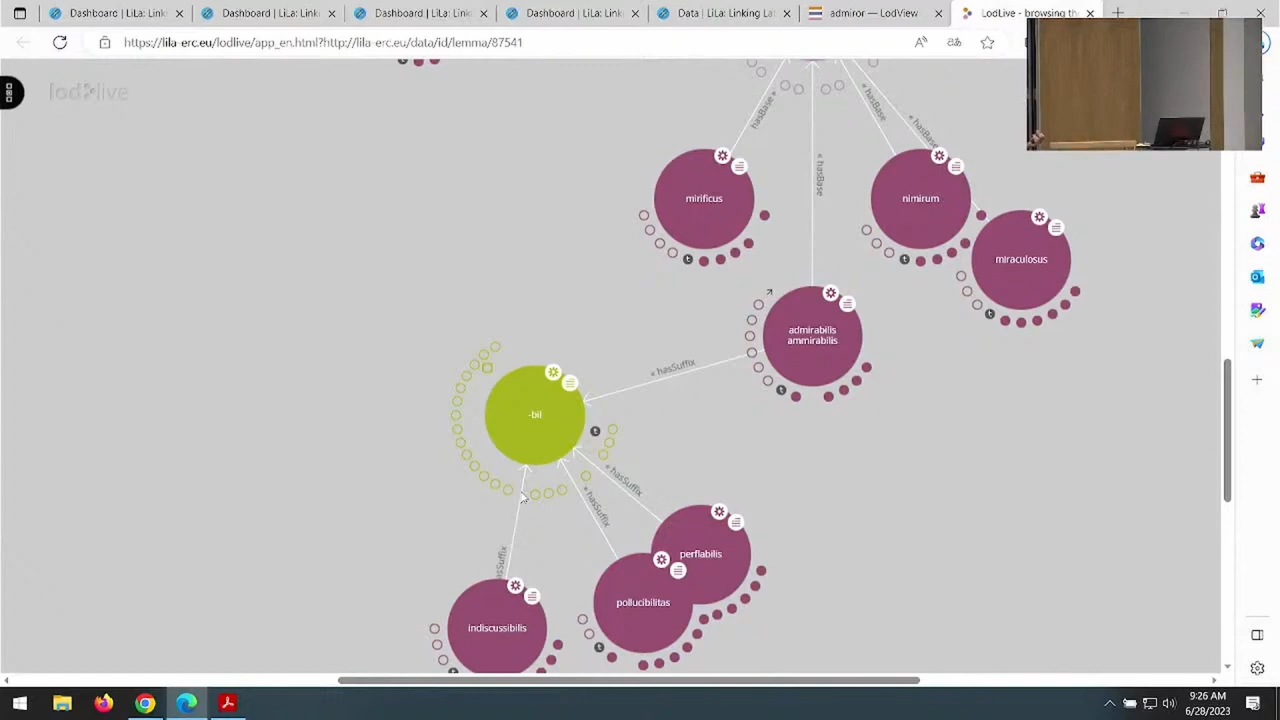 Dashboard | LiLa: Link
Dashboard | LiLa: Link
Dashboard | LiLa: Linki
Dashboard | LiLa: Link
Data | LiLa: Linking Lat
admiror — LodView
LodLive - browsing th
https://lila-erc.eu/lodlive/app_en.html?http://lila-erc.eu/data/id/lemma/87541
lodlive
« hasBase
hasBase »
« hasBase
« hasBase
mirificus
nimirum
miraculosus
admirabilis
ammirabilis
« hasSuffix
-bil
« hasSuffix
« hasSuffix
hasSuffix
perflabilis
pollucibilitas
indiscussibilis
9:26 AM
6/28/2023